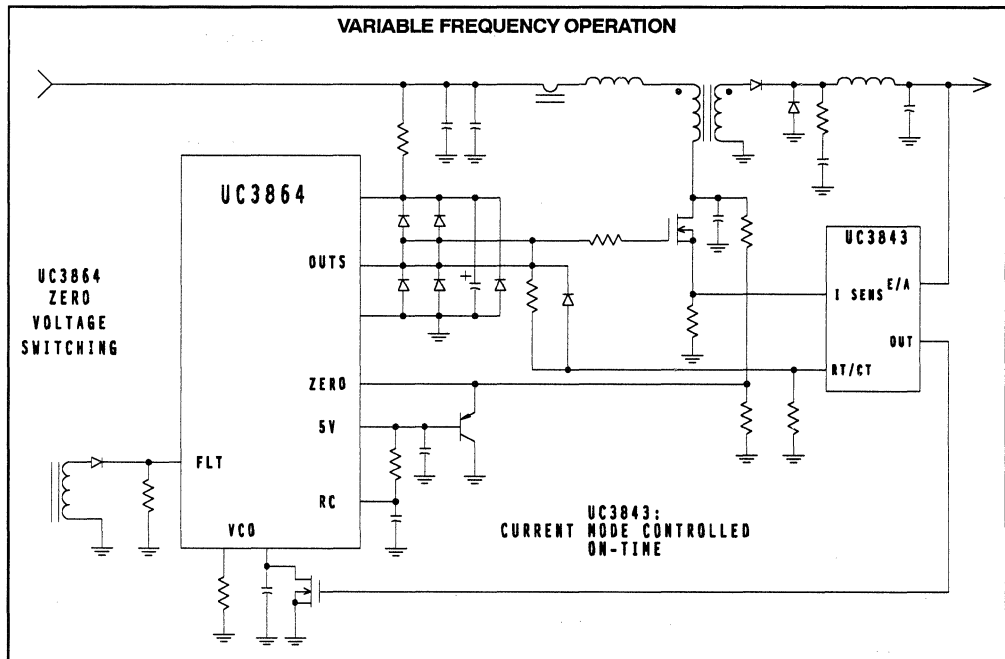 VARIABLE FREQUENCY OPERATION
UC3864
UC3843
OUTS
I SENS
E/A
UC3864
ZERO
VOLTAGE
SWITCHING
OUT
RT/CT
ZERO
5V
FLT
RC
UC3843:
CURRENT MODE CONTROLLED
ON-TIME
VCO
+